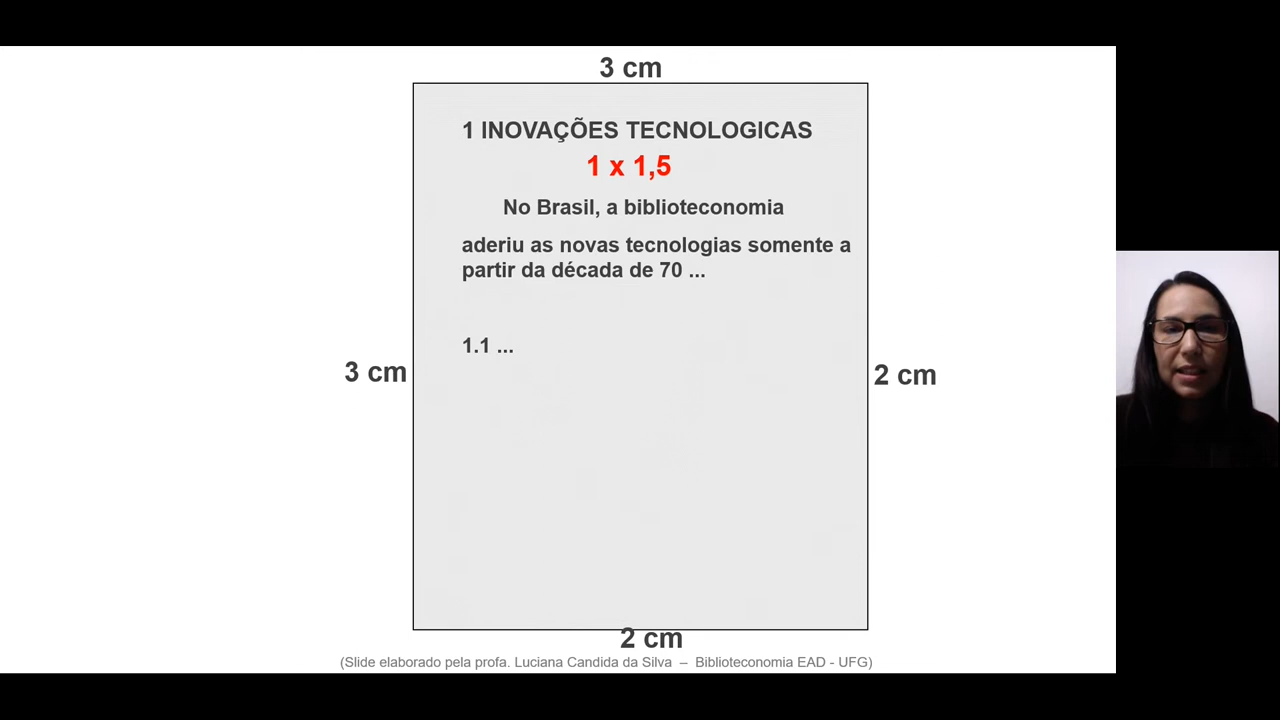 3 cm
1 INOVAÇÕES TECNOLOGICAS
1 x 1,5
No Brasil, a biblioteconomia
aderiu as novas tecnologias somente a
partir da década de 70 ...
1.1 ...
3 cm
2 cm
2 cm
(Slide elaborado pela profa. Luciana Candida da Silva – Biblioteconomia EAD - UFG)